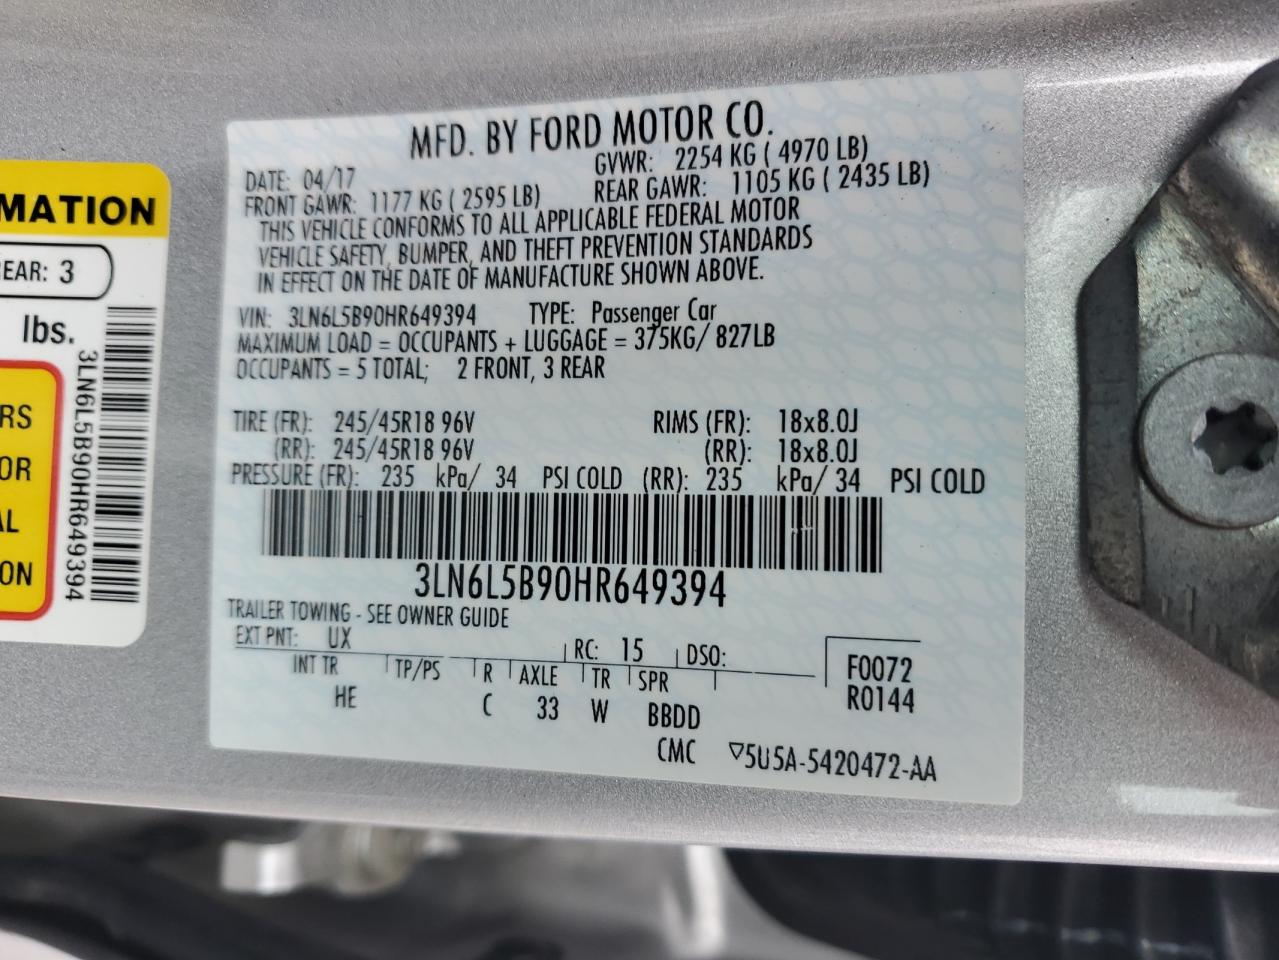 MATION
EAR: 3
lbs.
RS
OR
AL
ON
3LN6L5B90HR649394
MFD. BY FORD MOTOR CO.
DATE: 04/17 GVWR: 2254 KG ( 4970 LB)
FRONT GAWR: 1177 KG ( 2595 LB) REAR GAWR: 1105 KG ( 2435 LB)
THIS VEHICLE CONFORMS TO ALL APPLICABLE FEDERAL MOTOR
VEHICLE SAFETY, BUMPER, AND THEFT PREVENTION STANDARDS
IN EFFECT ON THE DATE OF MANUFACTURE SHOWN ABOVE.
VIN: 3LN6L5B90HR649394 TYPE: Passenger Car
MAXIMUM LOAD = OCCUPANTS + LUGGAGE = 375KG/ 827LB
OCCUPANTS = 5 TOTAL; 2 FRONT, 3 REAR
TIRE (FR): 245/45R18 96V RIMS (FR): 18x8.0J
(RR): 245/45R18 96V (RR): 18x8.0J
PRESSURE (FR): 235 kPa/ 34 PSI COLD (RR): 235 kPa/ 34 PSI COLD
3LN6L5B90HR649394
TRAILER TOWING - SEE OWNER GUIDE
EXT PNT: UX RC: 15 DSO:
INT TR TP/PS R AXLE TR SPR
HE C 33 W BBDD
F0072
R0144
CMC ▽5U5A-5420472-AA